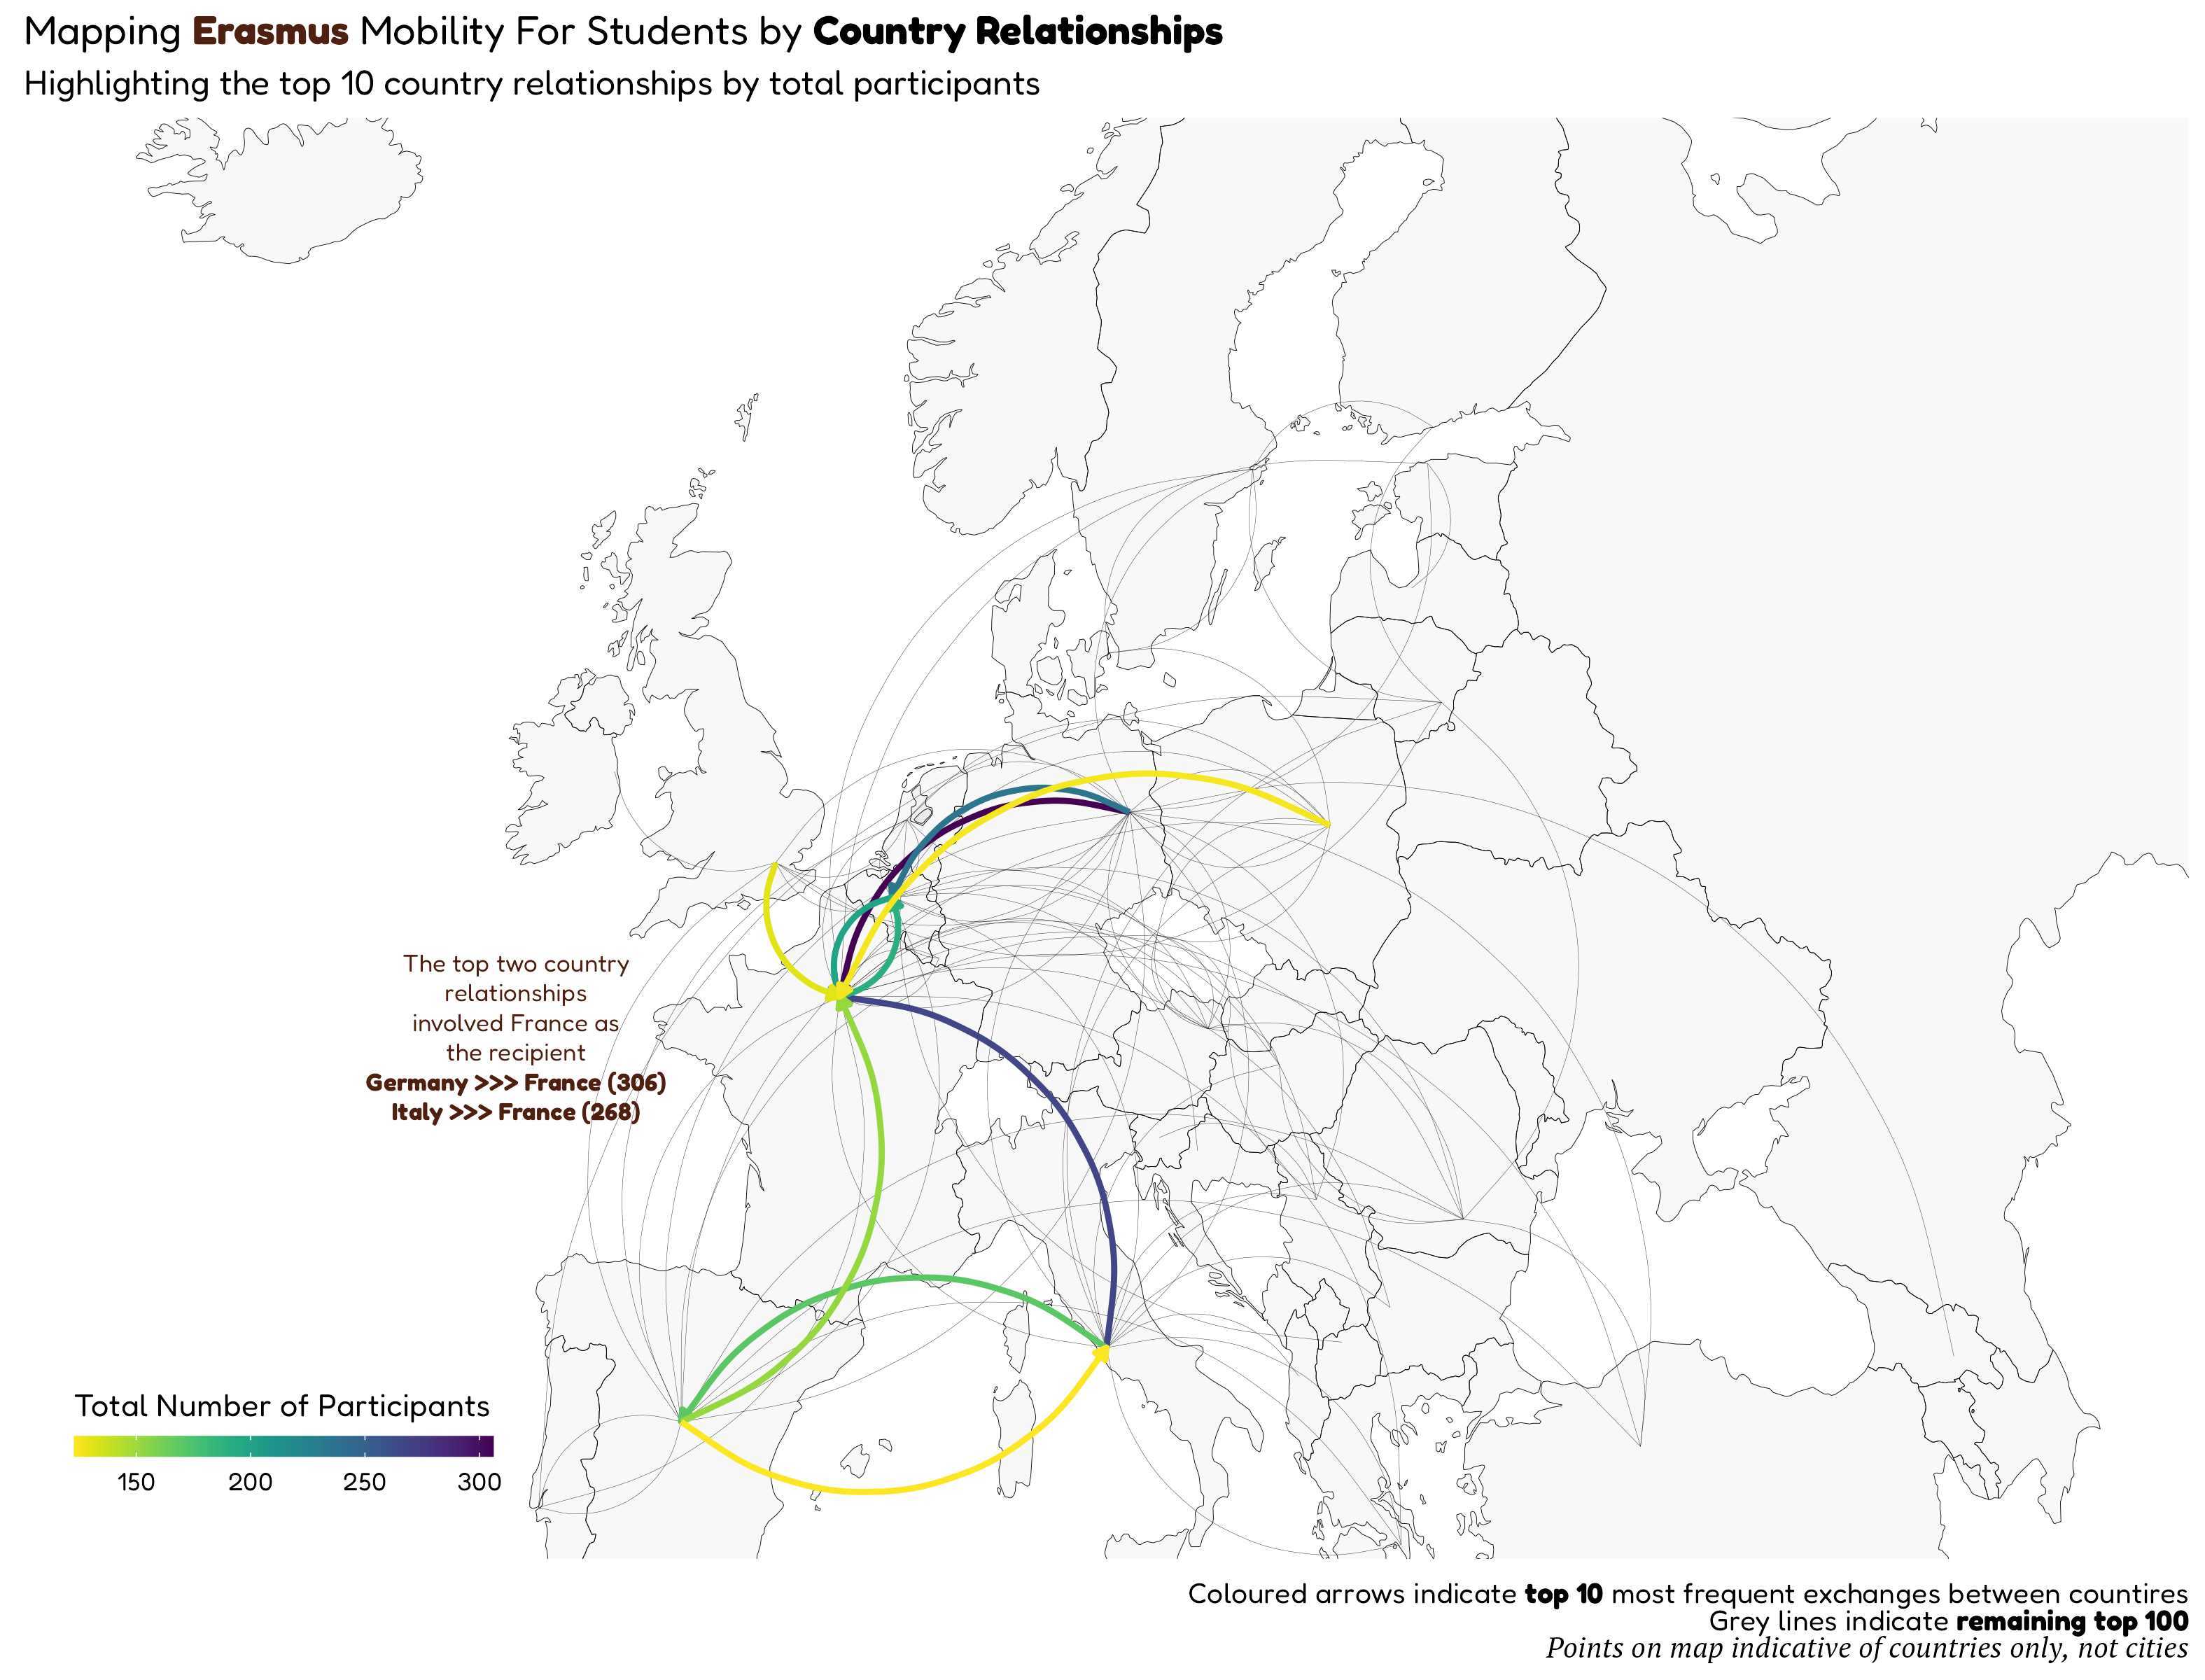 Mapping Erasmus Mobility For Students by Country Relationships
Highlighting the top 10 country relationships by total participants
The top two country
relationships
involved France as
the recipient
Germany >>> France (306)
Italy >>> France (268)
Total Number of Participants
150 200 250 300
Coloured arrows indicate top 10 most frequent exchanges between countires
Grey lines indicate remaining top 100
Points on map indicative of countries only, not cities